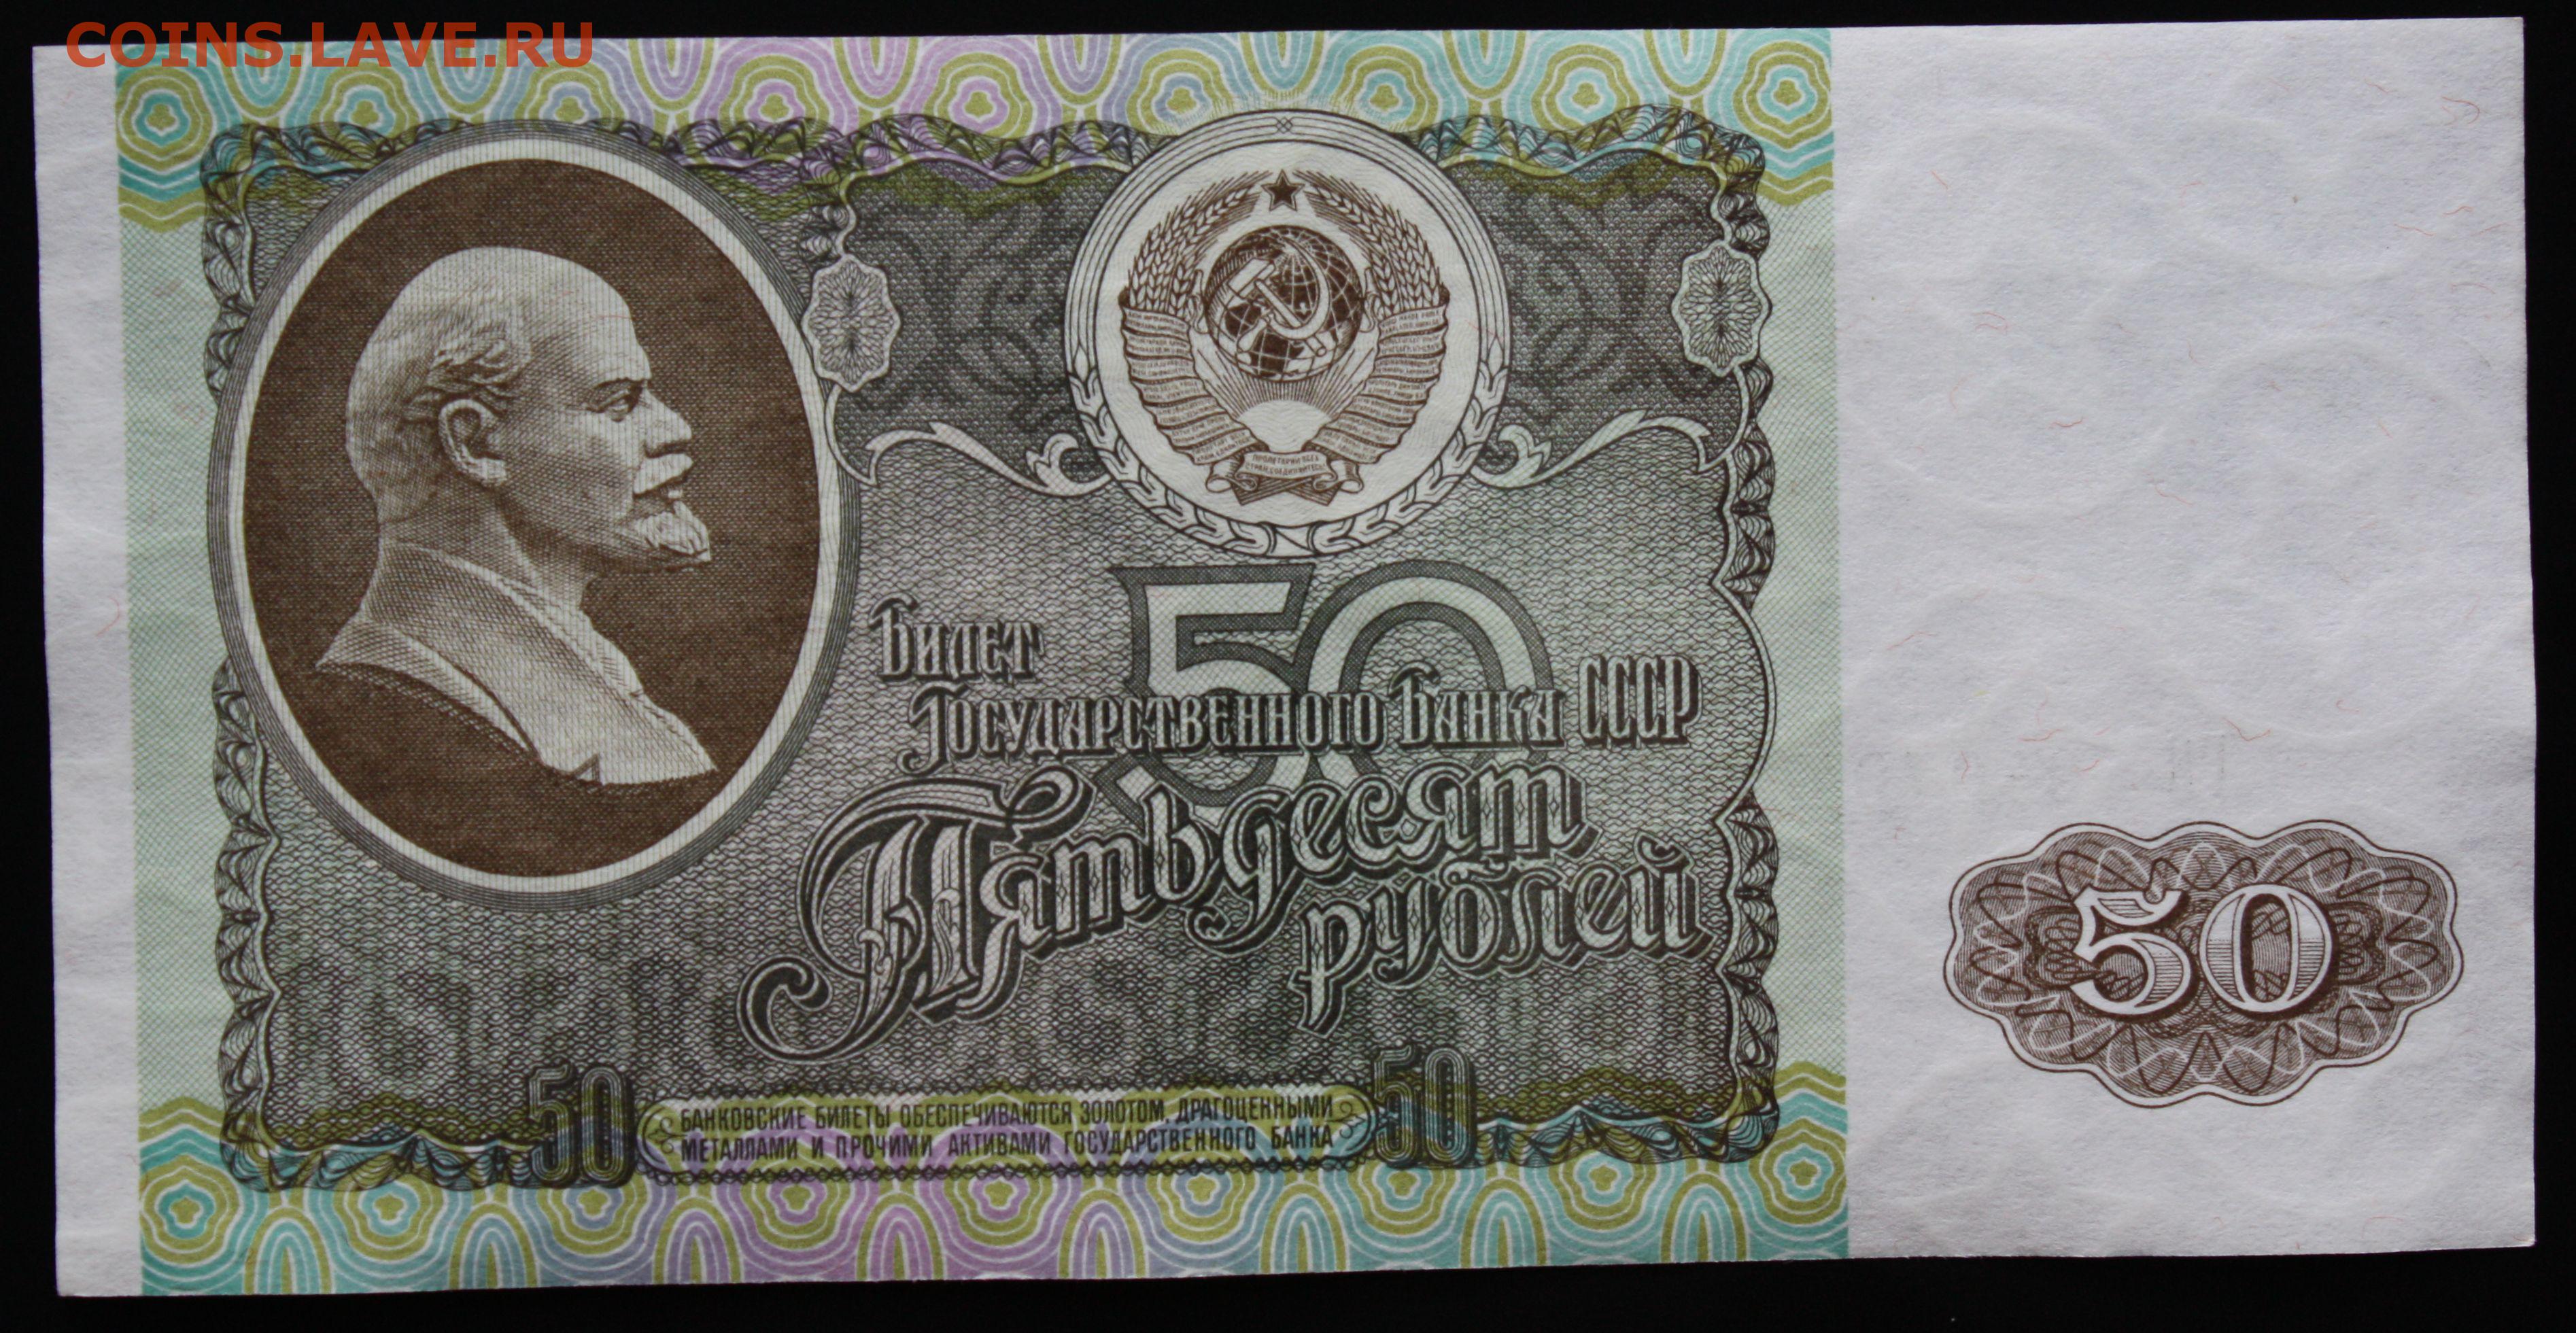 COINS.LAVE.RU
Билет 50
Государственного Банка СССР
Пятьдесят
рублей
50
50 БАНКОВСКИЕ БИЛЕТЫ ОБЕСПЕЧИВАЮТСЯ ЗОЛОТОМ, ДРАГОЦЕННЫМИ 50
МЕТАЛЛАМИ И ПРОЧИМИ АКТИВАМИ ГОСУДАРСТВЕННОГО БАНКА